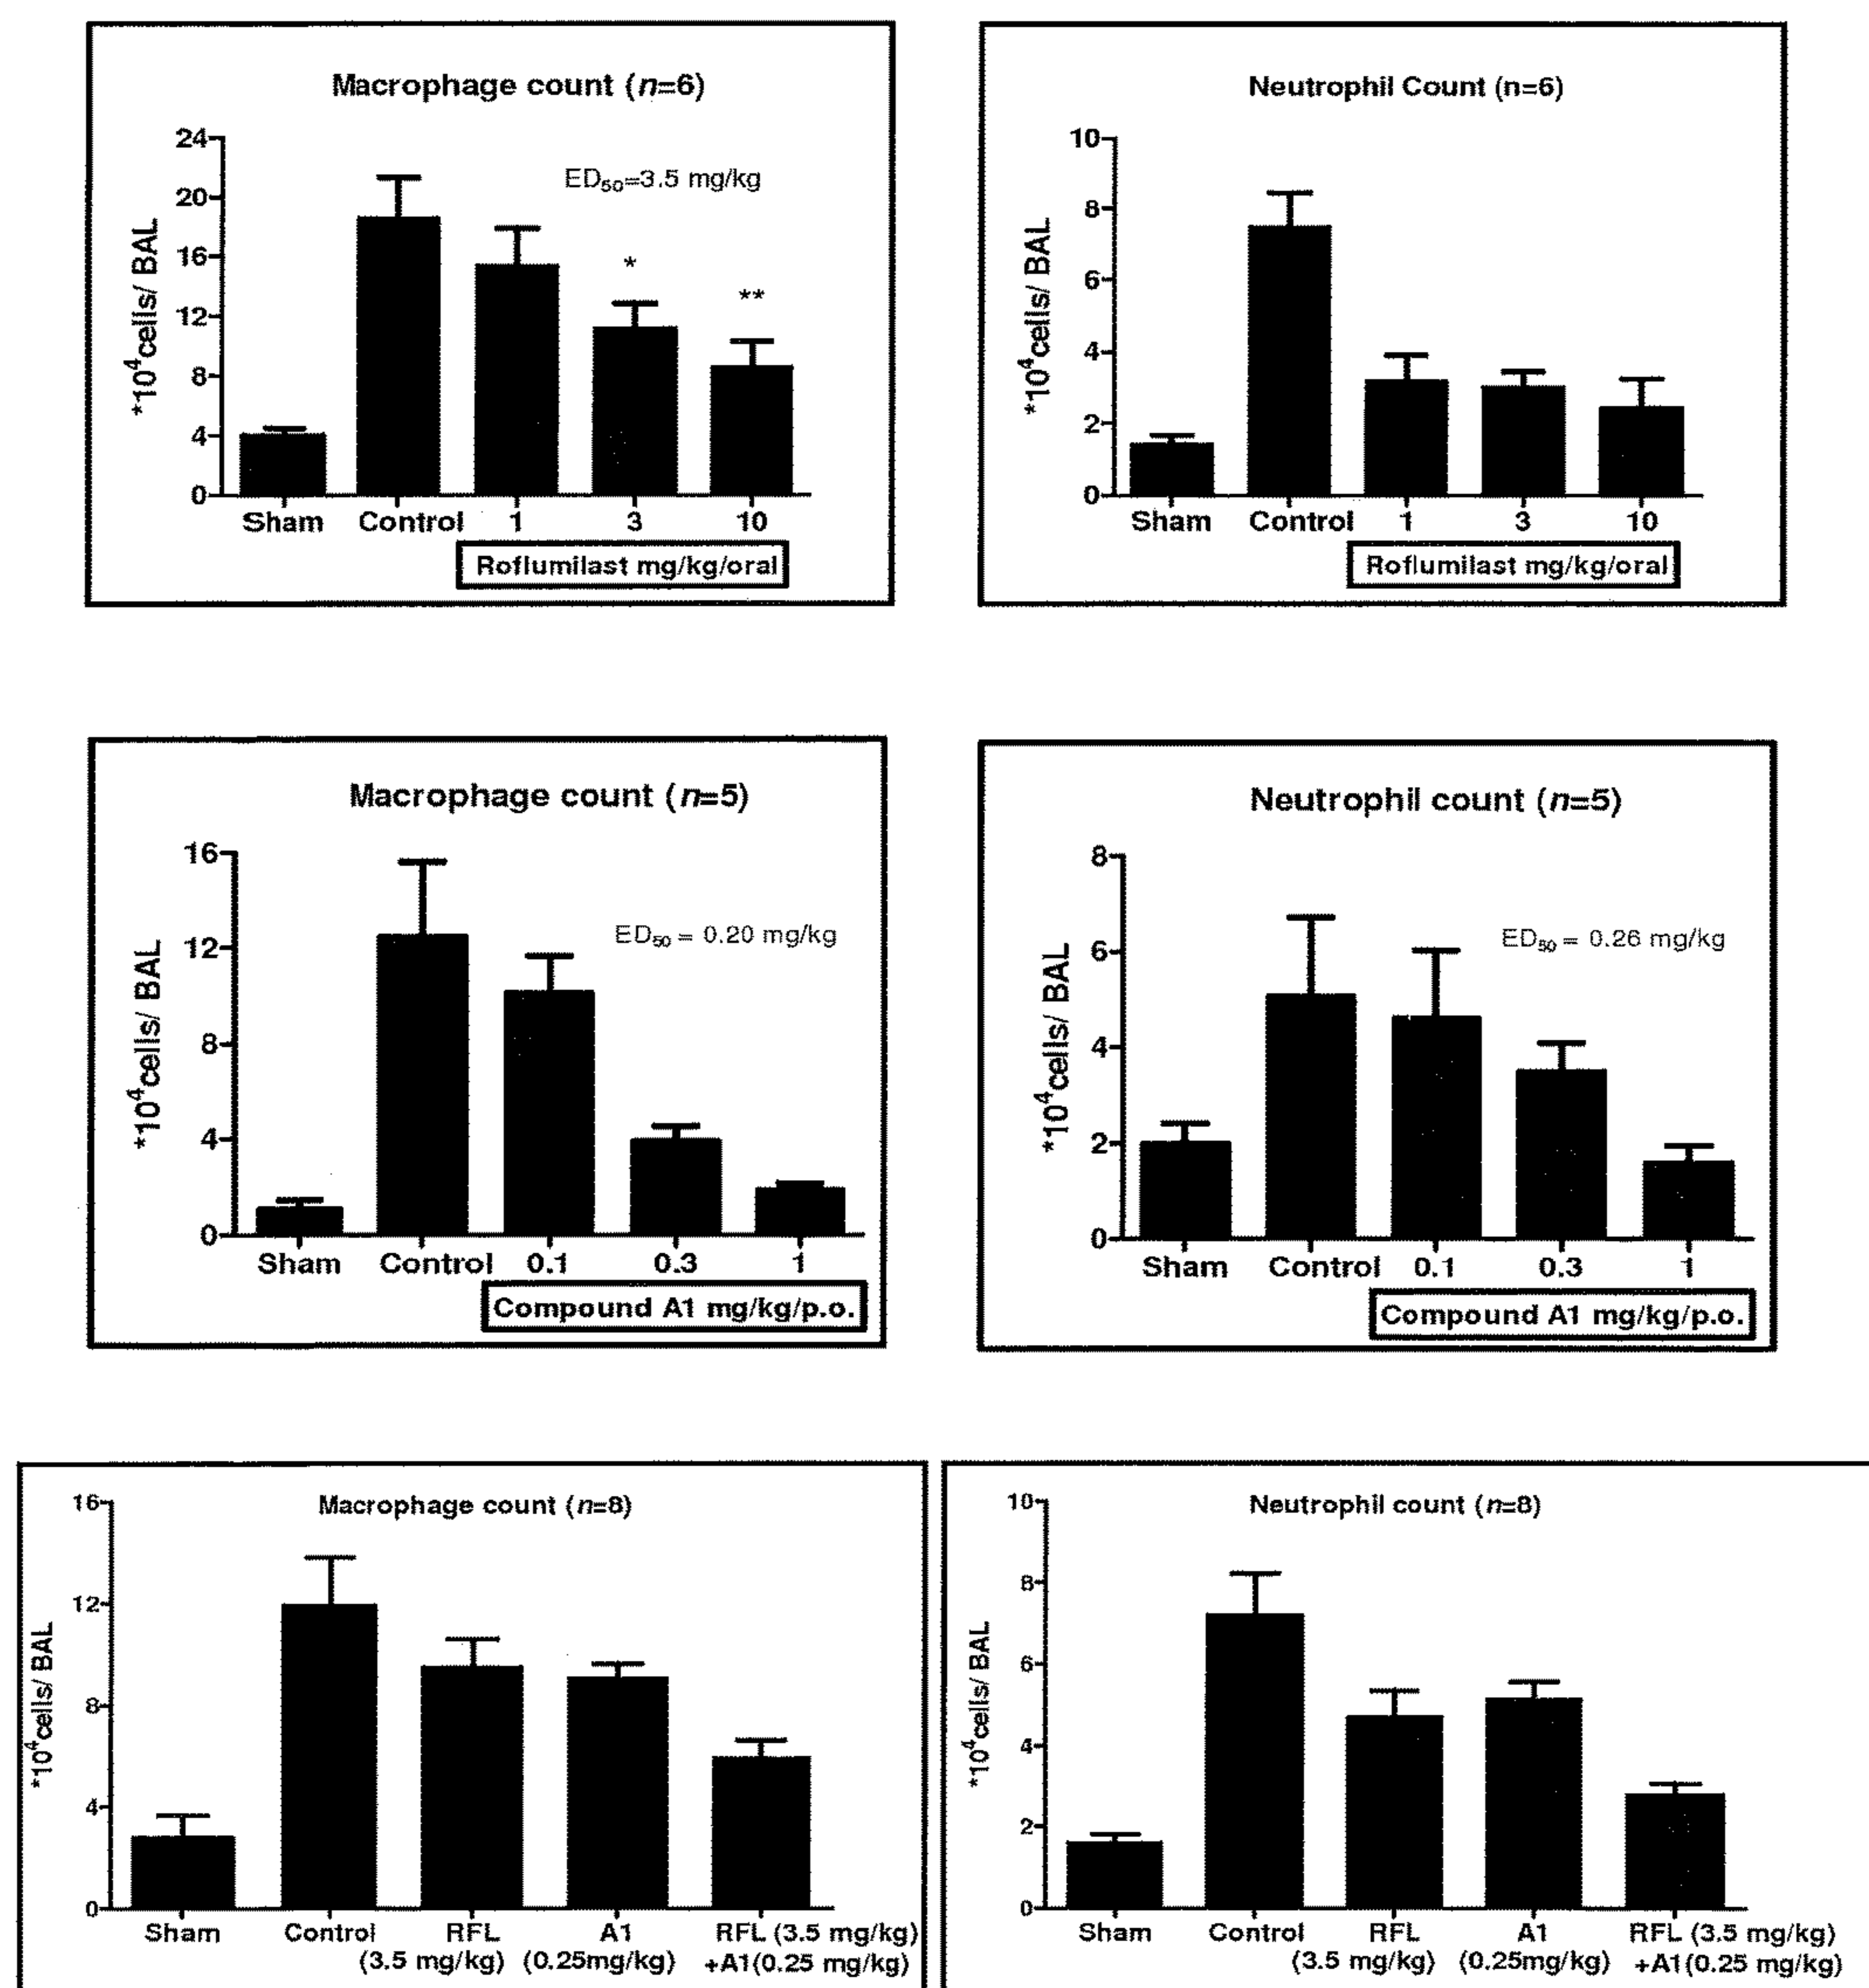 Macrophage count (n=6)
24
20
16
12
8
4
0
*10⁴cells/ BAL
ED₅₀=3.5 mg/kg
*
**
Sham Control 1 3 10
Roflumilast mg/kg/oral
Neutrophil Count (n=6)
10
8
6
4
2
0
*10⁴cells/ BAL
Sham Control 1 3 10
Roflumilast mg/kg/oral
Macrophage count (n=5)
16
12
8
4
0
*10⁴cells/ BAL
ED₅₀ = 0.20 mg/kg
Sham Control 0.1 0.3 1
Compound A1 mg/kg/p.o.
Neutrophil count (n=5)
8
6
4
2
0
*10⁴cells/ BAL
ED₅₀ = 0.26 mg/kg
Sham Control 0.1 0.3 1
Compound A1 mg/kg/p.o.
Macrophage count (n=8)
16
12
8
4
0
*10⁴cells/ BAL
Sham Control RFL A1 RFL (3.5 mg/kg)
(3.5 mg/kg) (0.25mg/kg) +A1(0.25 mg/kg)
Neutrophil count (n=8)
10
8
6
4
2
0
*10⁴cells/ BAL
Sham Control RFL A1 RFL (3.5 mg/kg)
(3.5 mg/kg) (0.25mg/kg) +A1(0.25 mg/kg)